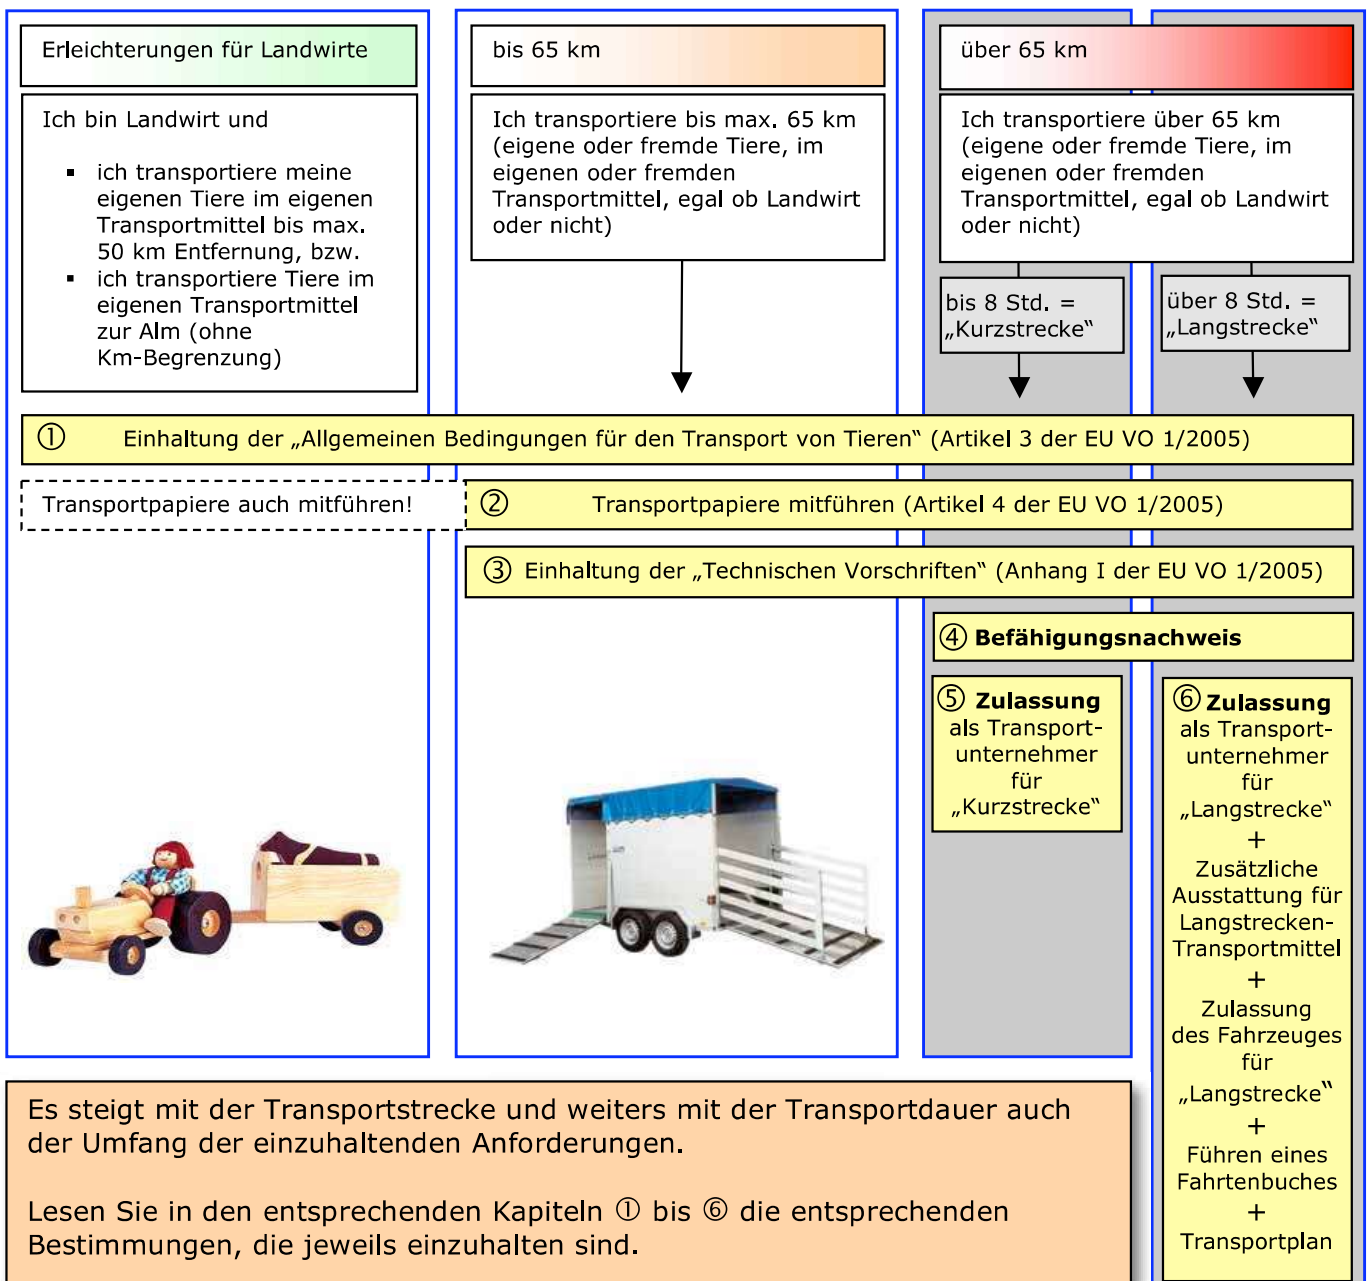 Erleichterungen für Landwirte
Ich bin Landwirt und
▪ ich transportiere meine
eigenen Tiere im eigenen
Transportmittel bis max.
50 km Entfernung, bzw.
▪ ich transportiere Tiere im
eigenen Transportmittel
zur Alm (ohne
Km-Begrenzung)
bis 65 km
Ich transportiere bis max. 65 km
(eigene oder fremde Tiere, im
eigenen oder fremden
Transportmittel, egal ob Landwirt
oder nicht)
über 65 km
Ich transportiere über 65 km
(eigene oder fremde Tiere, im
eigenen oder fremden
Transportmittel, egal ob Landwirt
oder nicht)
bis 8 Std. =
„Kurzstrecke“
über 8 Std. =
„Langstrecke“
① Einhaltung der „Allgemeinen Bedingungen für den Transport von Tieren“ (Artikel 3 der EU VO 1/2005)
Transportpapiere auch mitführen!
② Transportpapiere mitführen (Artikel 4 der EU VO 1/2005)
③ Einhaltung der „Technischen Vorschriften“ (Anhang I der EU VO 1/2005)
④ Befähigungsnachweis
⑤ Zulassung
als Transport-
unternehmer
für
„Kurzstrecke“
⑥ Zulassung
als Transport-
unternehmer
für
„Langstrecke“
+
Zusätzliche
Ausstattung für
Langstrecken-
Transportmittel
+
Zulassung
des Fahrzeuges
für
„Langstrecke“
+
Führen eines
Fahrtenbuches
+
Transportplan
Es steigt mit der Transportstrecke und weiters mit der Transportdauer auch
der Umfang der einzuhaltenden Anforderungen.
Lesen Sie in den entsprechenden Kapiteln ① bis ⑥ die entsprechenden
Bestimmungen, die jeweils einzuhalten sind.